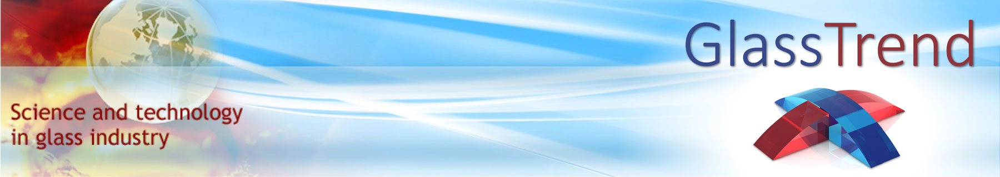 GlassTrend
Science and technology
in glass industry